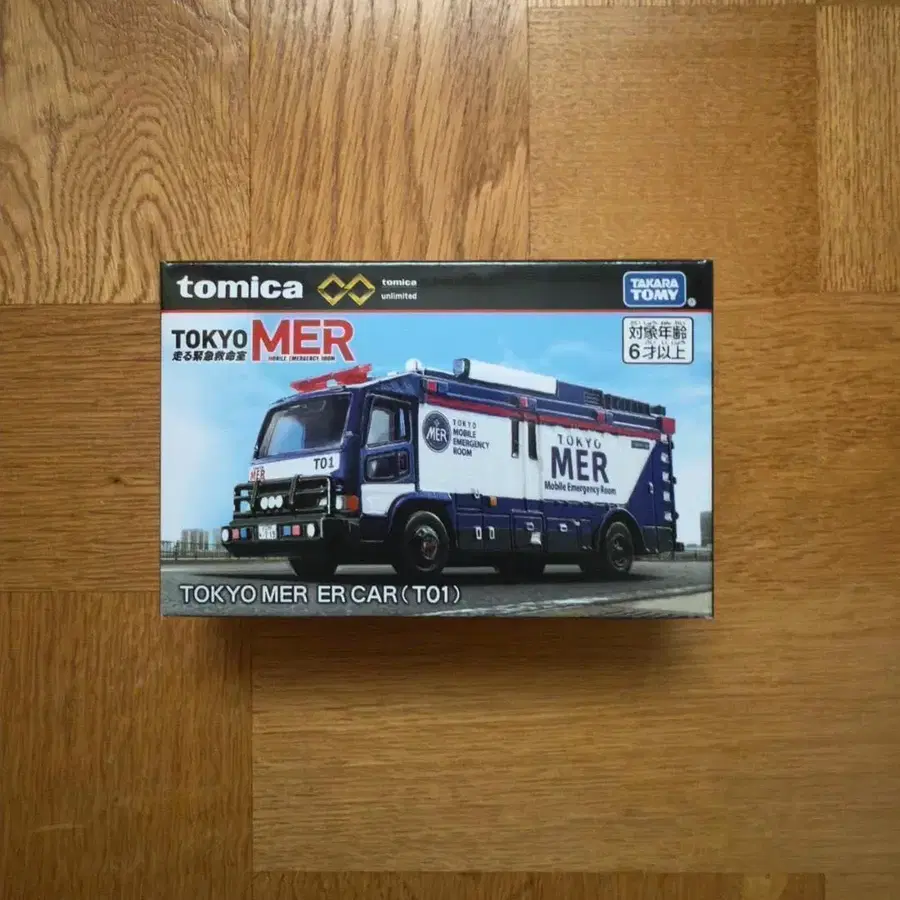 tomica
tomica
unlimited
TAKARA
TOMY
TOKYO MER
走る緊急救命室
MOBILE EMERGENCY ROOM
対象年齢
6才以上
T01
MER
MER
TOKYO
MOBILE
EMERGENCY
ROOM
TOKYO
MER
Mobile Emergency Room
TOKYO MER ER CAR (T01)